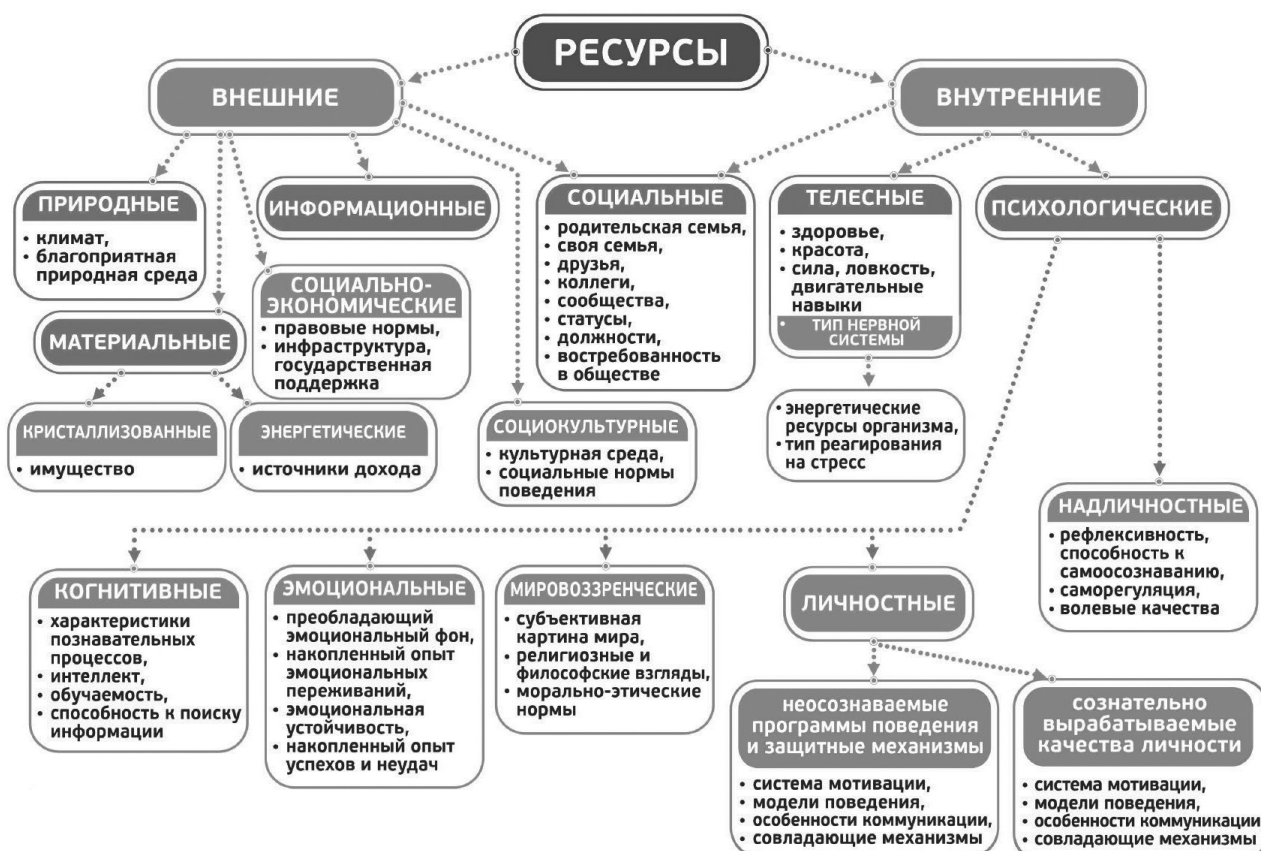 РЕСУРСЫ
ВНЕШНИЕ
ВНУТРЕННИЕ
ПРИРОДНЫЕ
• климат,
• благоприятная
природная среда
ИНФОРМАЦИОННЫЕ
СОЦИАЛЬНЫЕ
• родительская семья,
• своя семья,
• друзья,
• коллеги,
• сообщества,
• статусы,
• должности,
• востребованность
в обществе
ТЕЛЕСНЫЕ
• здоровье,
• красота,
• сила, ловкость,
двигательные
навыки
• ТИП НЕРВНОЙ
СИСТЕМЫ
ПСИХОЛОГИЧЕСКИЕ
СОЦИАЛЬНО-
ЭКОНОМИЧЕСКИЕ
• правовые нормы,
• инфраструктура,
государственная
поддержка
МАТЕРИАЛЬНЫЕ
КРИСТАЛЛИЗОВАННЫЕ
• имущество
ЭНЕРГЕТИЧЕСКИЕ
• источники дохода
СОЦИОКУЛЬТУРНЫЕ
• культурная среда,
• социальные нормы
поведения
• энергетические
ресурсы организма,
• тип реагирования
на стресс
НАДЛИЧНОСТНЫЕ
• рефлексивность,
способность к
самоосознаванию,
• саморегуляция,
• волевые качества
КОГНИТИВНЫЕ
• характеристики
познавательных
процессов,
• интеллект,
• обучаемость,
• способность к поиску
информации
ЭМОЦИОНАЛЬНЫЕ
• преобладающий
эмоциональный фон,
• накопленный опыт
эмоциональных
переживаний,
• эмоциональная
устойчивость,
• накопленный опыт
успехов и неудач
МИРОВОЗЗРЕНЧЕСКИЕ
• субъективная
картина мира,
• религиозные и
философские взгляды,
• морально-этические
нормы
ЛИЧНОСТНЫЕ
неосознаваемые
программы поведения
и защитные механизмы
• система мотивации,
• модели поведения,
• особенности коммуникации,
• совладающие механизмы
сознательно
вырабатываемые
качества личности
• система мотивации,
• модели поведения,
• особенности коммуникации,
• совладающие механизмы